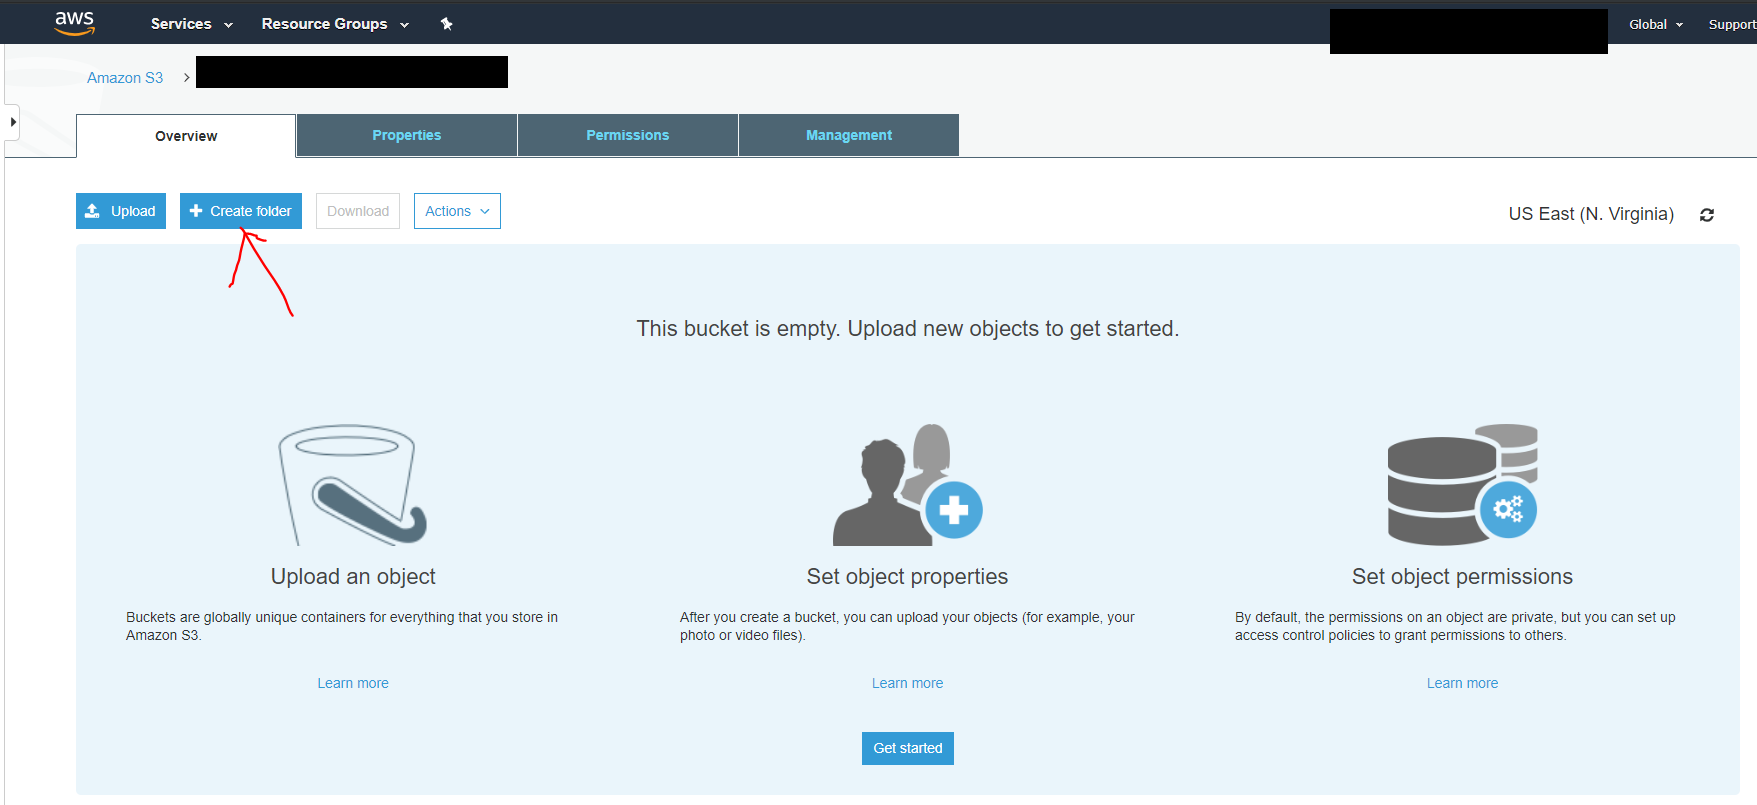 aws Services Resource Groups Global Support
Amazon S3
Overview Properties Permissions Management
Upload Create folder Download Actions US East (N. Virginia)
This bucket is empty. Upload new objects to get started.
Upload an object
Buckets are globally unique containers for everything that you store in
Amazon S3.
Learn more
Set object properties
After you create a bucket, you can upload your objects (for example, your
photo or video files).
Learn more
Set object permissions
By default, the permissions on an object are private, but you can set up
access control policies to grant permissions to others.
Learn more
Get started